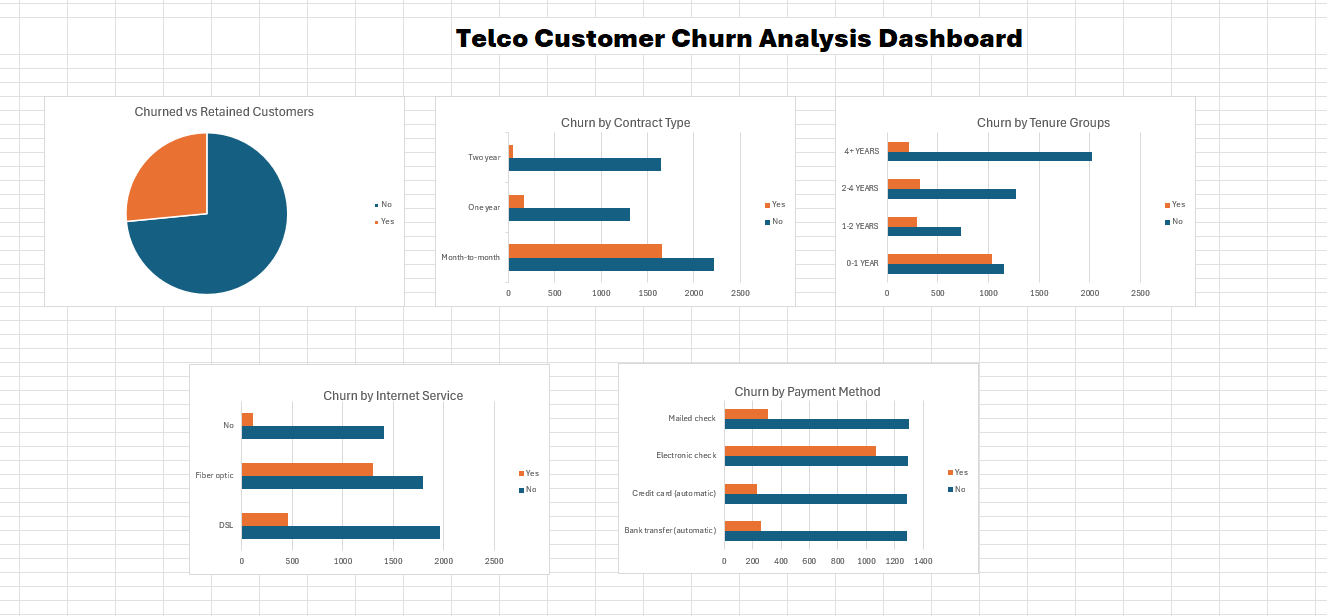 Telco Customer Churn Analysis Dashboard
Churned vs Retained Customers
No
Yes
Churn by Contract Type
Two year
One year
Month-to-month
0 500 1000 1500 2000 2500
Yes
No
Churn by Tenure Groups
4+ YEARS
2-4 YEARS
1-2 YEARS
0-1 YEAR
0 500 1000 1500 2000 2500
Yes
No
Churn by Internet Service
No
Fiber optic
DSL
0 500 1000 1500 2000 2500
Yes
No
Churn by Payment Method
Mailed check
Electronic check
Credit card (automatic)
Bank transfer (automatic)
0 200 400 600 800 1000 1200 1400
Yes
No